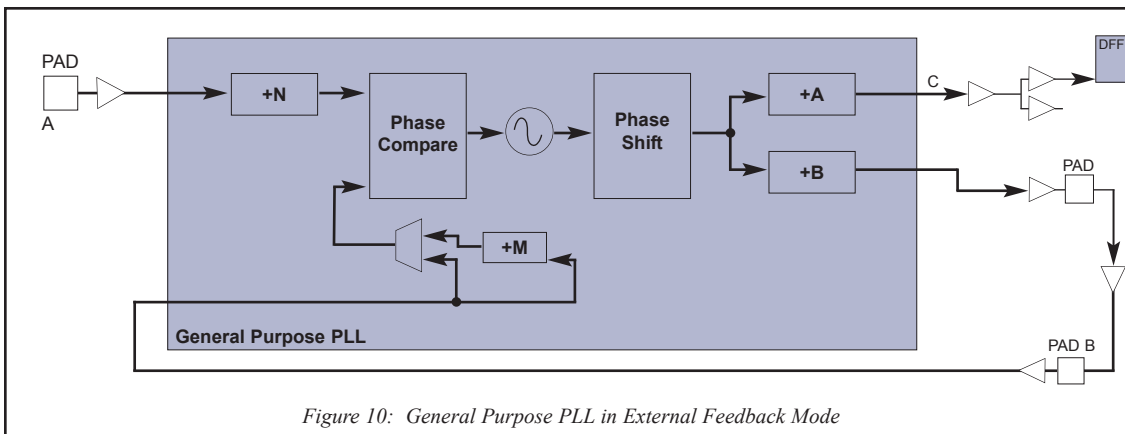 PAD
A
+N
Phase
Compare
Phase
Shift
+A
+B
C
DFF
PAD
+M
General Purpose PLL
PAD B
Figure 10:  General Purpose PLL in External Feedback Mode